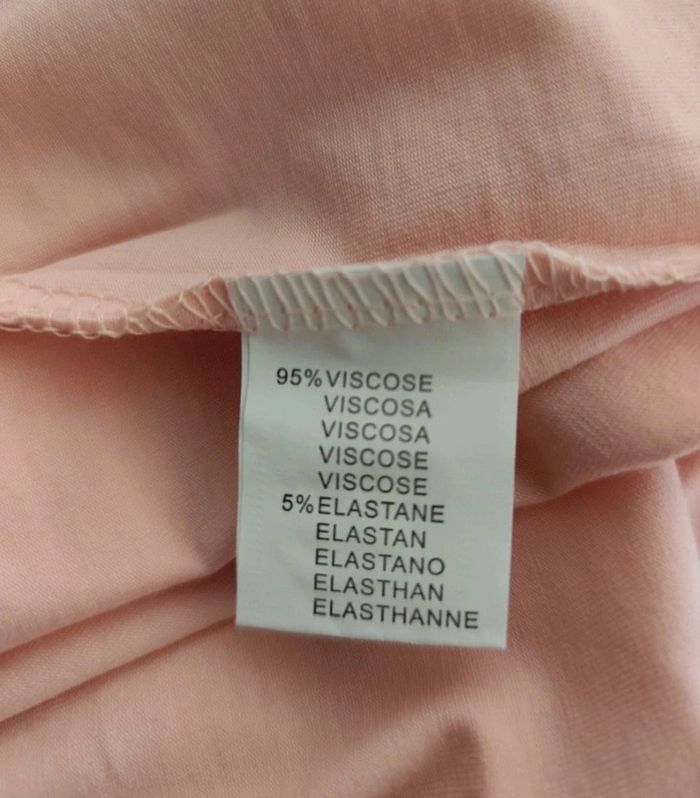 95% VISCOSE
VISCOSA
VISCOSA
VISCOSE
VISCOSE
5% ELASTANE
ELASTAN
ELASTANO
ELASTHAN
ELASTHANNE